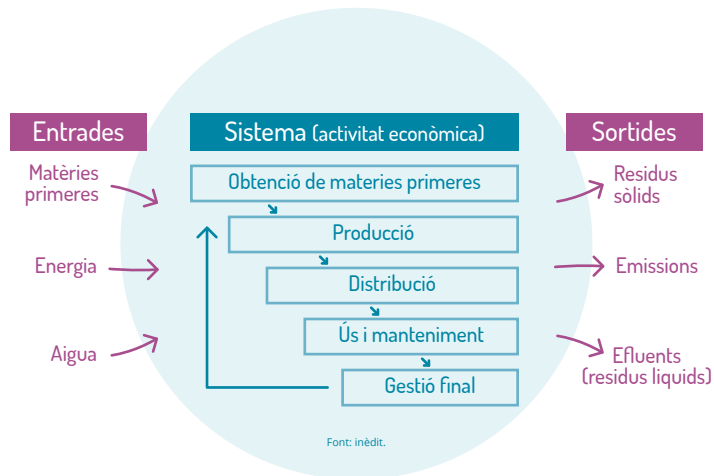 Entrades
Sistema (activitat econòmica)
Sortides
Matèries
primeres
Energia
Aigua
Obtenció de materies primeres
Producció
Distribució
Ús i manteniment
Gestió final
Residus
sòlids
Emissions
Efluents
(residus liquids)
Font: inèdit.